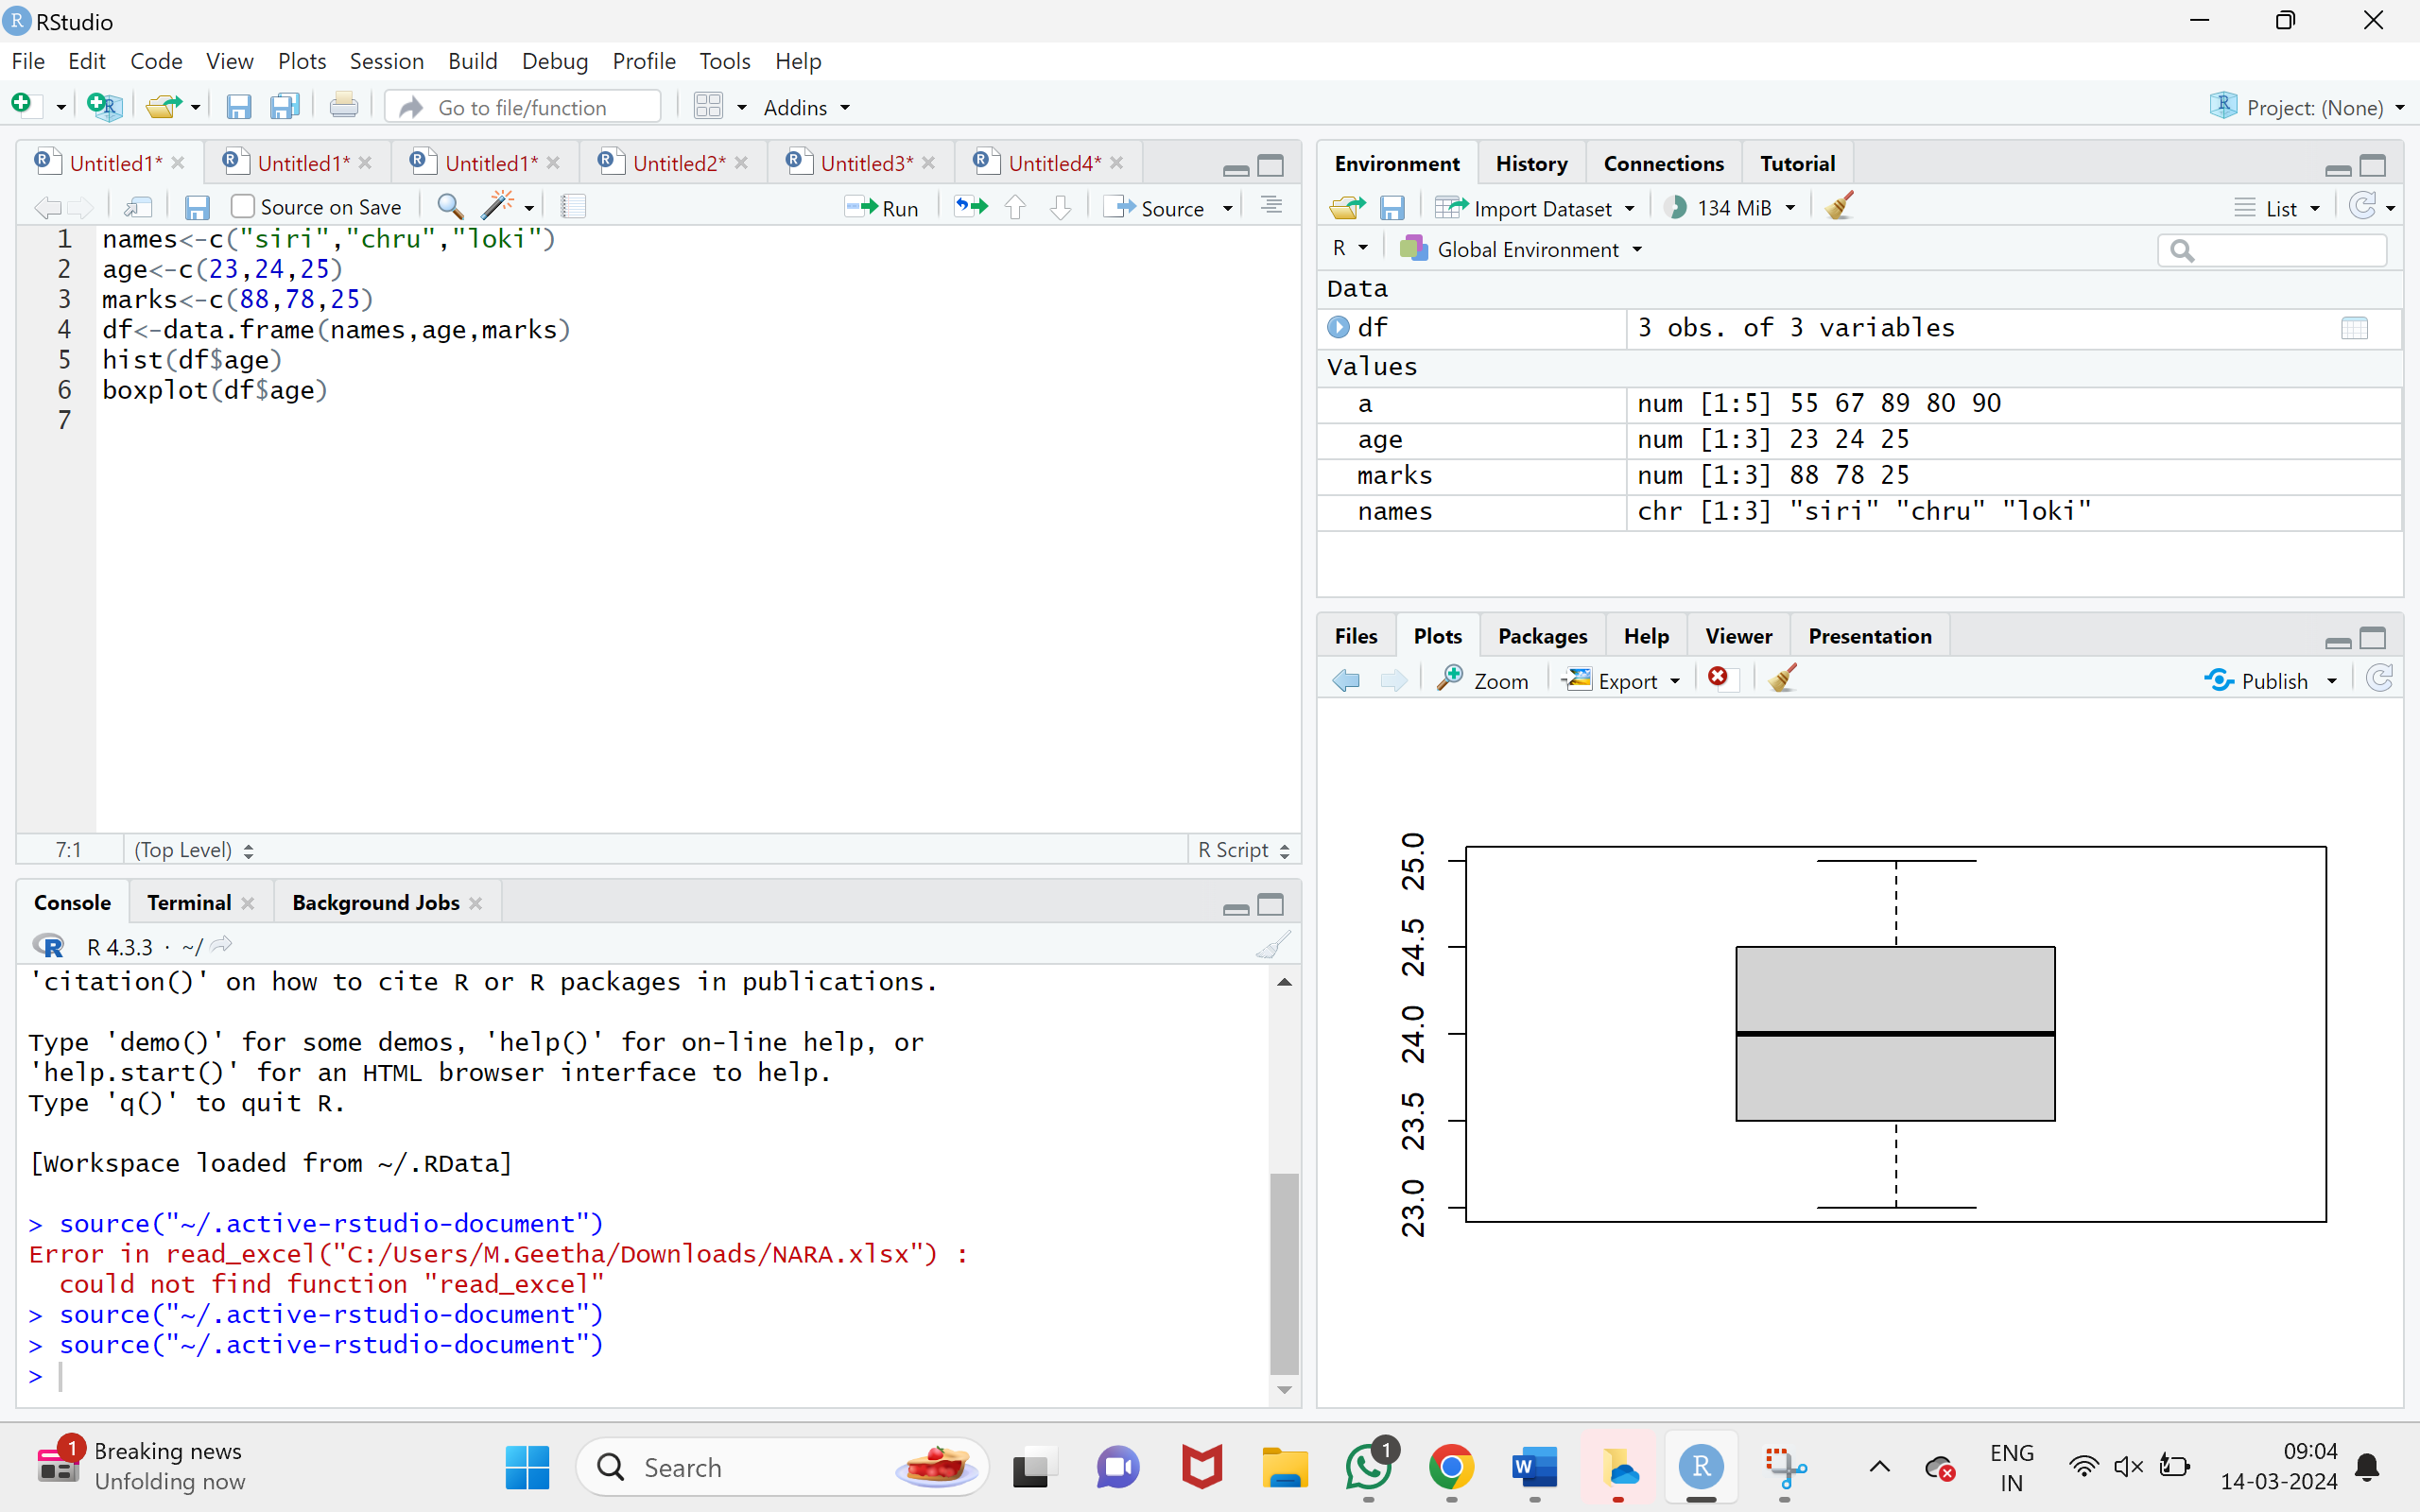 RStudio
File Edit Code View Plots Session Build Debug Profile Tools Help
Go to file/function Addins Project: (None)
Untitled1* Untitled1* Untitled1* Untitled2* Untitled3* Untitled4*
Source on Save Run Source
1 names<-c("siri","chru","loki")
2 age<-c(23,24,25)
3 marks<-c(88,78,25)
4 df<-data.frame(names,age,marks)
5 hist(df$age)
6 boxplot(df$age)
7
7:1 (Top Level) R Script
Console Terminal Background Jobs
R 4.3.3 · ~/
'citation()' on how to cite R or R packages in publications.
Type 'demo()' for some demos, 'help()' for on-line help, or
'help.start()' for an HTML browser interface to help.
Type 'q()' to quit R.
[Workspace loaded from ~/.RData]
> source("~/.active-rstudio-document")
Error in read_excel("C:/Users/M.Geetha/Downloads/NARA.xlsx") :
could not find function "read_excel"
> source("~/.active-rstudio-document")
> source("~/.active-rstudio-document")
>
Environment History Connections Tutorial
Import Dataset 134 MiB List
R Global Environment
Data
df 3 obs. of 3 variables
Values
a num [1:5] 55 67 89 80 90
age num [1:3] 23 24 25
marks num [1:3] 88 78 25
names chr [1:3] "siri" "chru" "loki"
Files Plots Packages Help Viewer Presentation
Zoom Export Publish
25.0
24.5
24.0
23.5
23.0
1 Breaking news
Unfolding now
Search
W
1
R
ENG
IN
09:04
14-03-2024